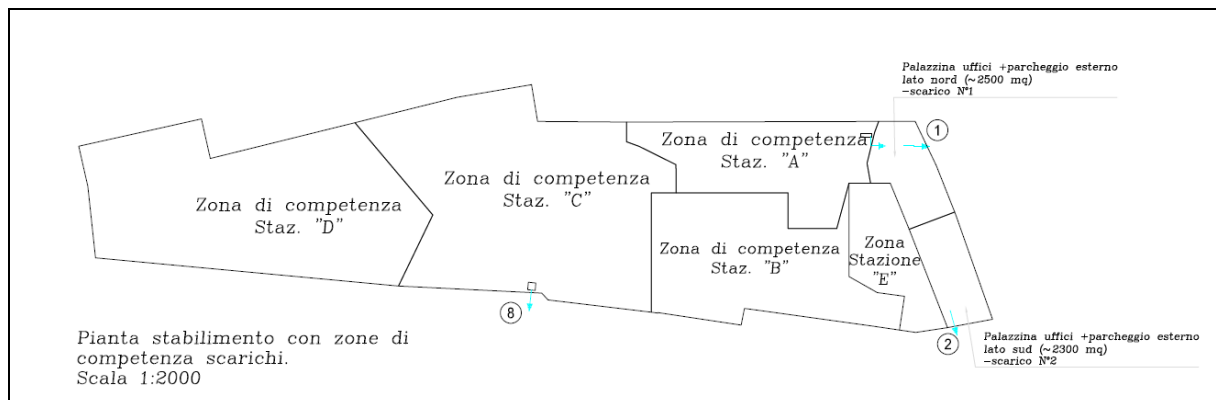 Palazzina uffici +parcheggio esterno
lato nord (~2500 mq)
-scarico N°1
1
Zona di competenza
Staz. "A"
Zona di competenza
Staz. "C"
Zona di competenza
Staz. "D"
Zona di competenza
Staz. "B"
Zona
Stazione
"E"
8
2
Pianta stabilimento con zone di
competenza scarichi.
Scala 1:2000
Palazzina uffici +parcheggio esterno
lato sud (~2300 mq)
-scarico N°2